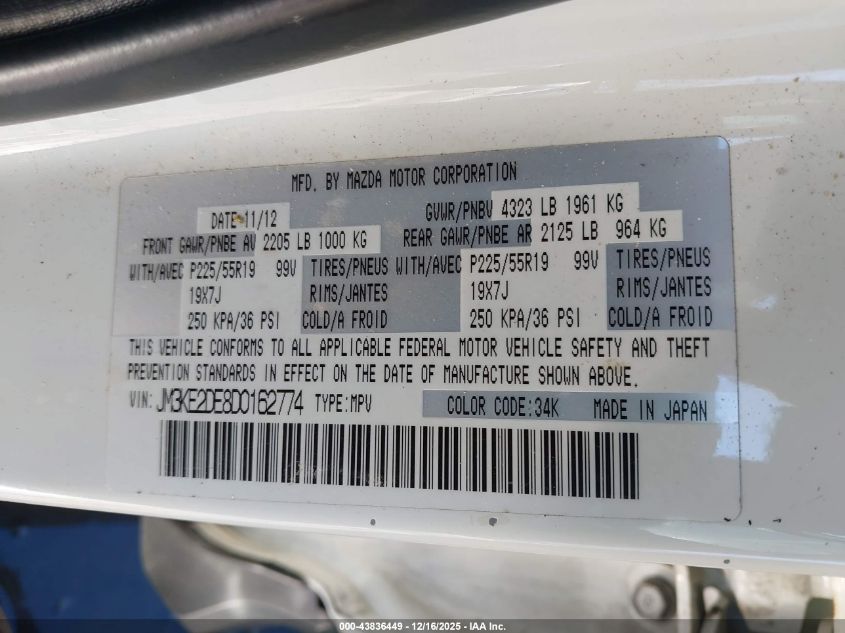 MFD. BY MAZDA MOTOR CORPORATION
DATE 11/12 GVWR/PNBV 4323 LB 1961 KG
FRONT GAWR/PNBE AV 2205 LB 1000 KG REAR GAWR/PNBE AR 2125 LB 964 KG
WITH/AVEC P225/55R19 99V TIRES/PNEUS WITH/AVEC P225/55R19 99V TIRES/PNEUS
19X7J RIMS/JANTES 19X7J RIMS/JANTES
250 KPA/36 PSI COLD/A FROID 250 KPA/36 PSI COLD/A FROID
THIS VEHICLE CONFORMS TO ALL APPLICABLE FEDERAL MOTOR VEHICLE SAFETY AND THEFT
PREVENTION STANDARDS IN EFFECT ON THE DATE OF MANUFACTURE SHOWN ABOVE.
VIN: JM3KE2DE8D0162774 TYPE:MPV COLOR CODE:34K MADE IN JAPAN
000-43836449 - 12/16/2025 - IAA Inc.